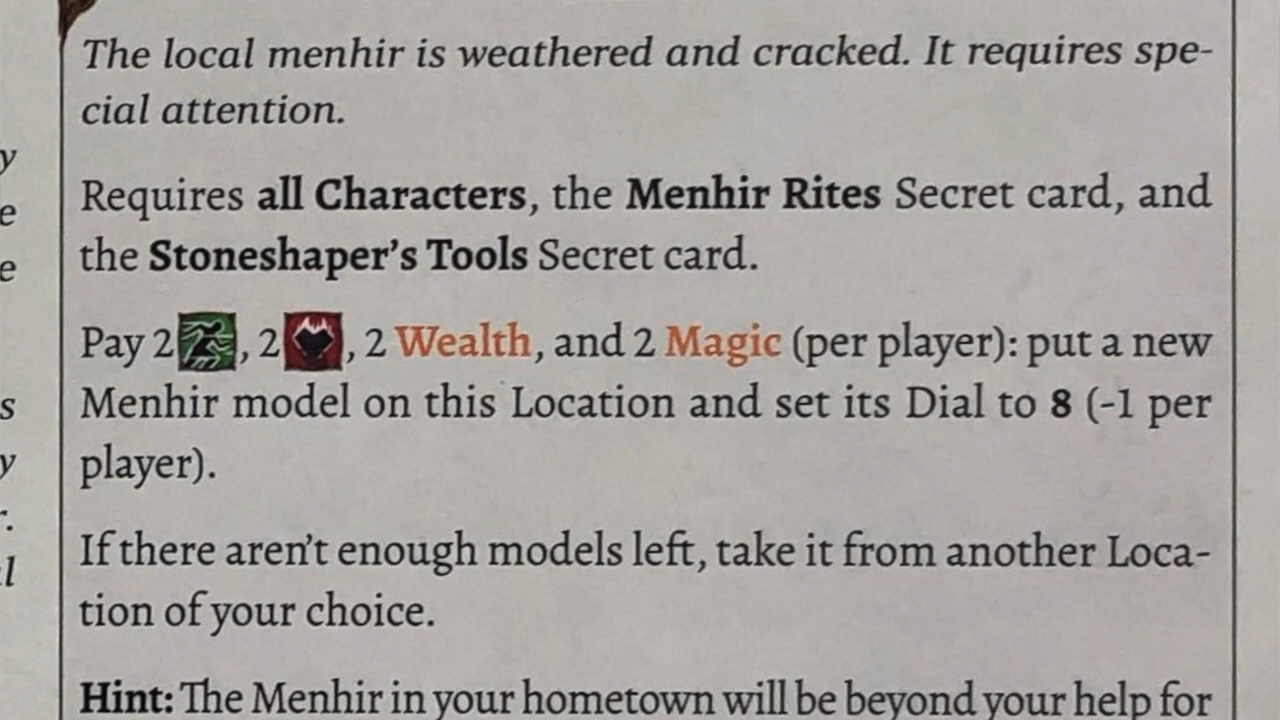 The local menhir is weathered and cracked. It requires spe-
cial attention.
Requires all Characters, the Menhir Rites Secret card, and
the Stoneshaper's Tools Secret card.
Pay 2, 2, 2 Wealth, and 2 Magic (per player): put a new
Menhir model on this Location and set its Dial to 8 (-1 per
player).
If there aren't enough models left, take it from another Loca-
tion of your choice.
Hint: The Menhir in your hometown will be beyond your help for